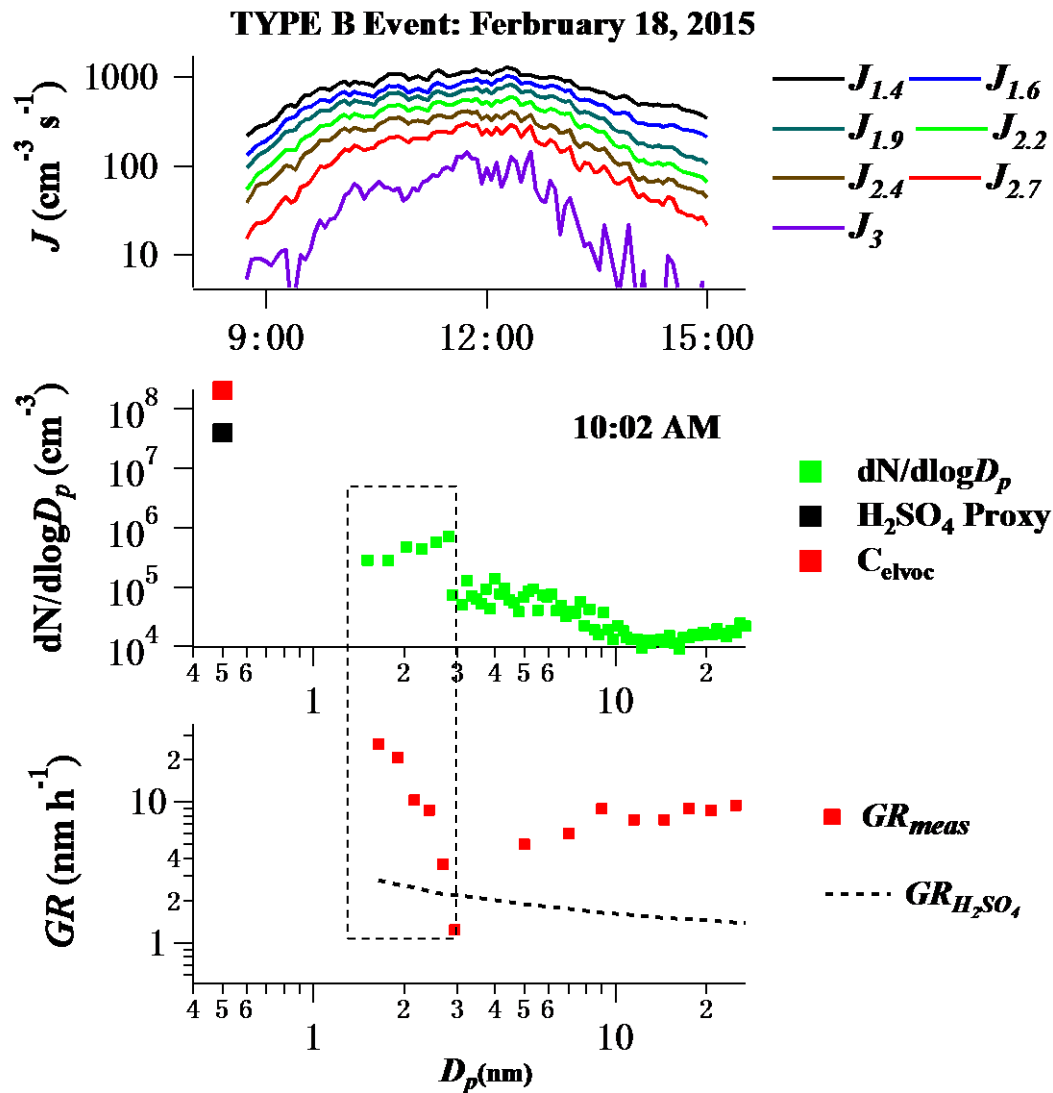 TYPE B Event: Ferbruary 18, 2015
J (cm⁻³ s⁻¹)
1000
100
10
9:00 12:00 15:00
J1.4 J1.6
J1.9 J2.2
J2.4 J2.7
J3
dN/dlogDp (cm⁻³)
10⁸
10⁷
10⁶
10⁵
10⁴
10:02 AM
dN/dlogDp
H₂SO₄ Proxy
Celvoc
4 5 6 2 3 4 5 6 2
1 10
GR (nm h⁻¹)
2
10
4
2
1
GRmeas
GRH₂SO₄
4 5 6 2 3 4 5 6 2
1 10
Dp(nm)